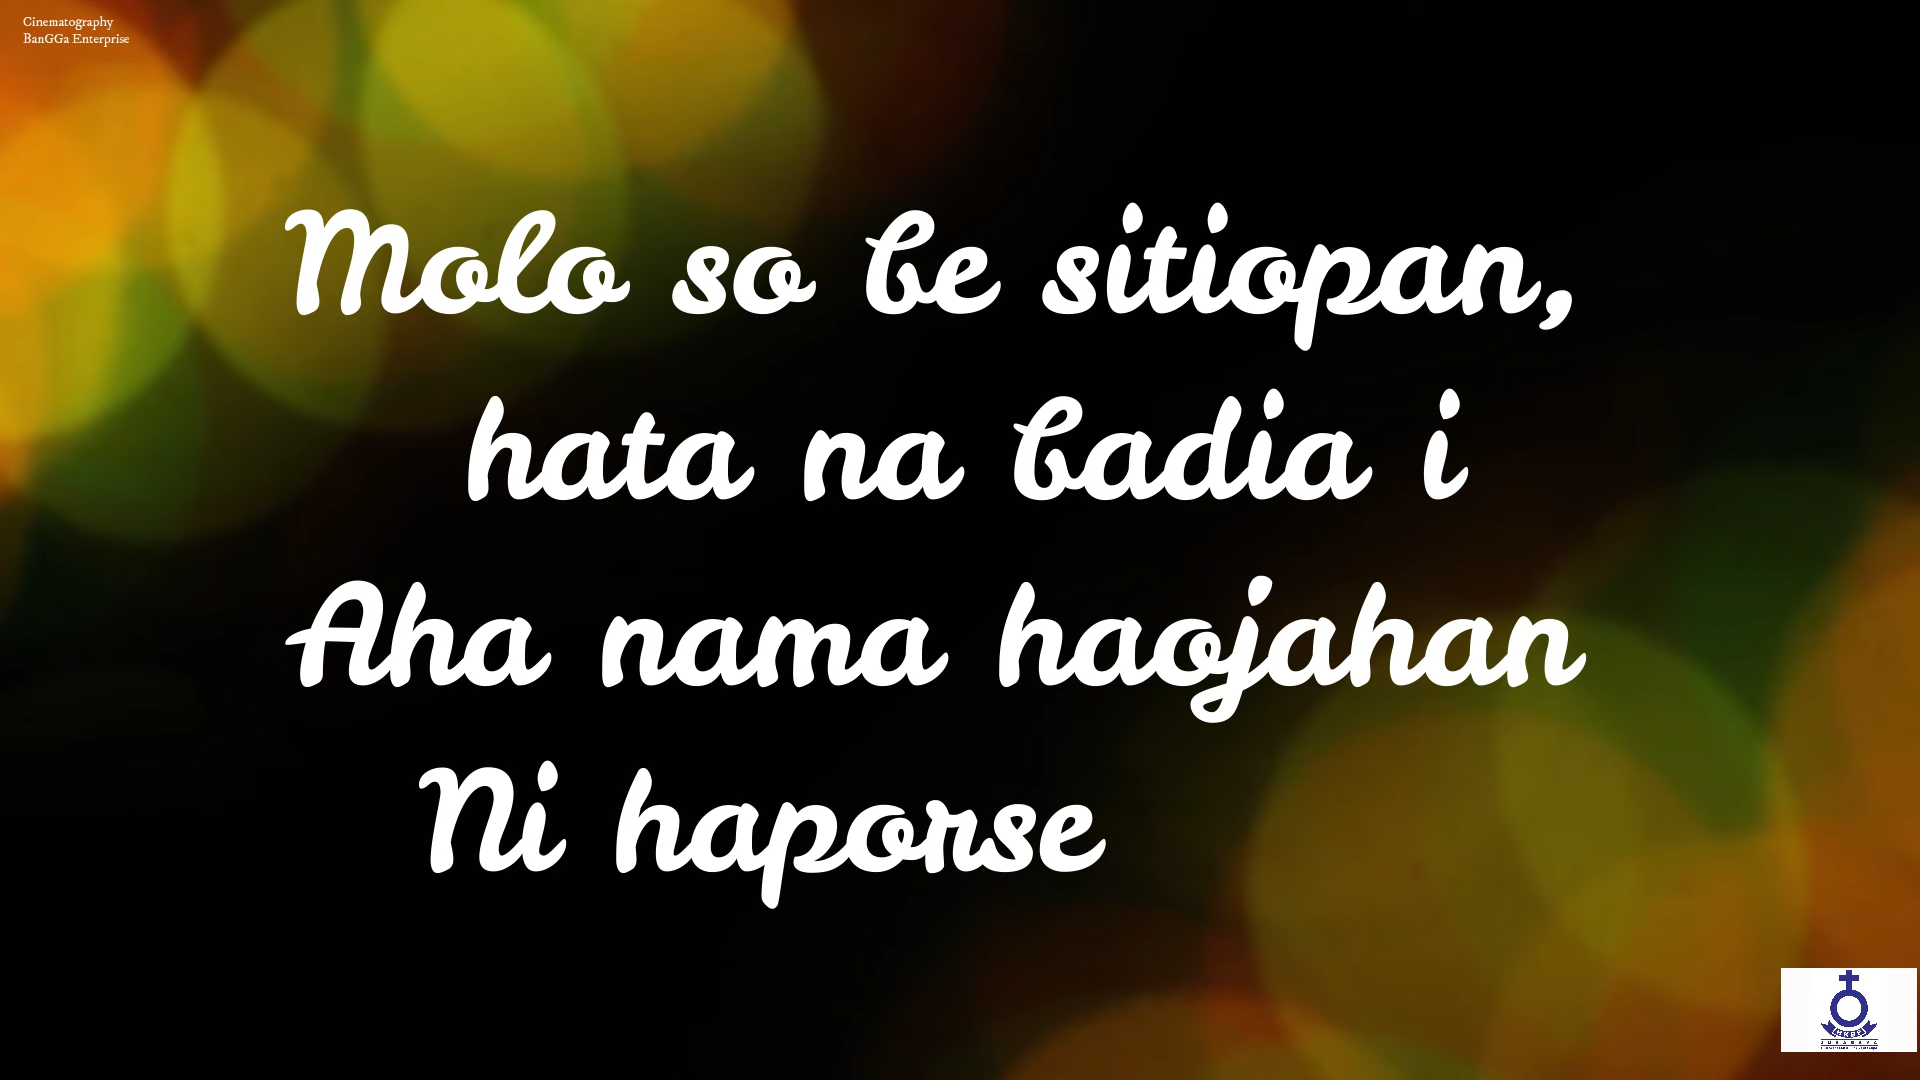 Cinematography
BanGGa Enterprise
Molo so be sitiopan,
hata na badia i
Aha nama haojahan
Ni haporse